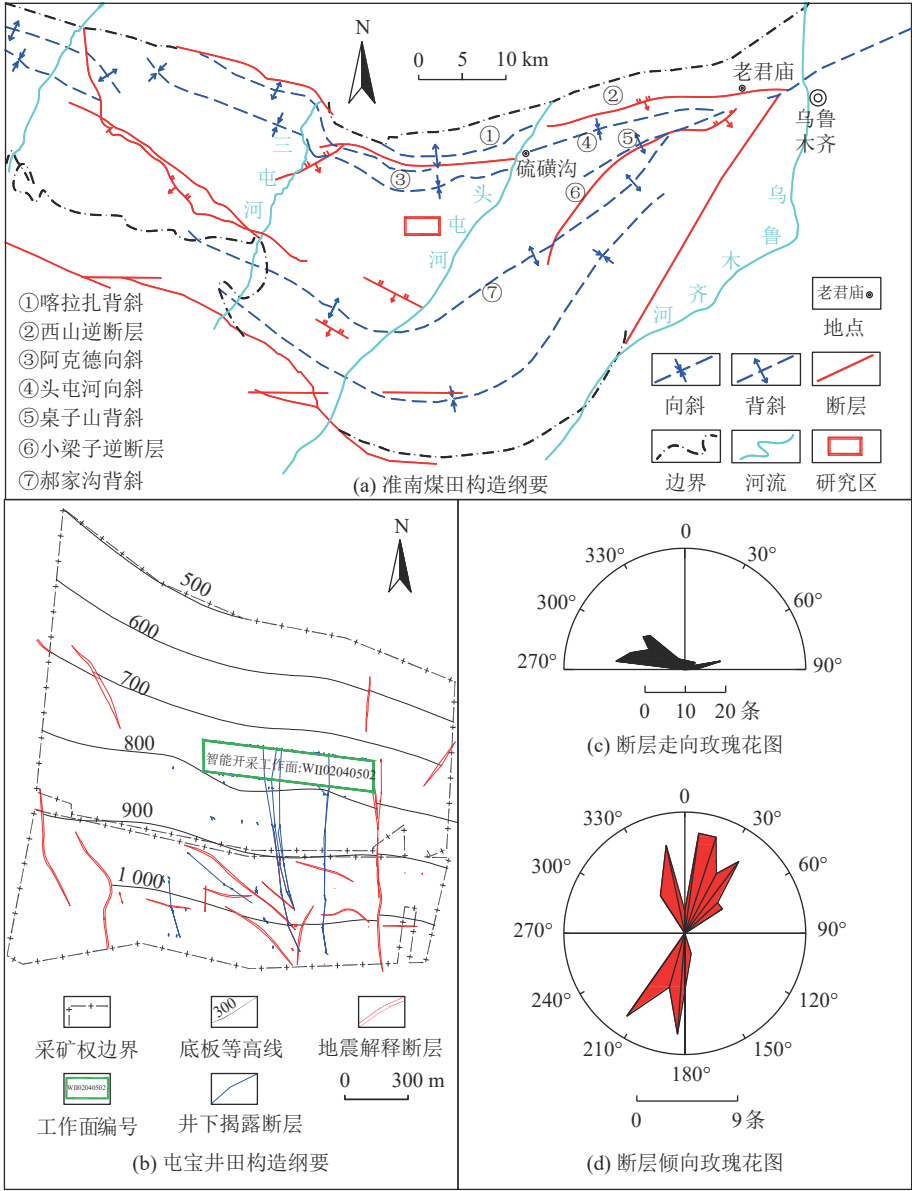 N
0 5 10 km
老君庙
②
乌鲁
木齐
①
④
⑤
三
屯
河
③
硫磺沟
⑥
头
屯
河
乌
鲁
木
齐
河
⑦
①喀拉扎背斜
②西山逆断层
③阿克德向斜
④头屯河向斜
⑤桌子山背斜
⑥小梁子逆断层
⑦郝家沟背斜
老君庙
地点
向斜 背斜 断层
边界 河流 研究区
(a) 准南煤田构造纲要
N
500
600
700
800
智能开采工作面:WII02040502
900
1 000
300
采矿权边界 底板等高线 地震解释断层
WII02040502
0 300 m
工作面编号 井下揭露断层
(b) 屯宝井田构造纲要
0
330° 30°
300° 60°
270° 90°
0 10 20 条
(c) 断层走向玫瑰花图
0
330° 30°
300° 60°
270° 90°
240° 120°
210° 150°
180°
0 9 条
(d) 断层倾向玫瑰花图